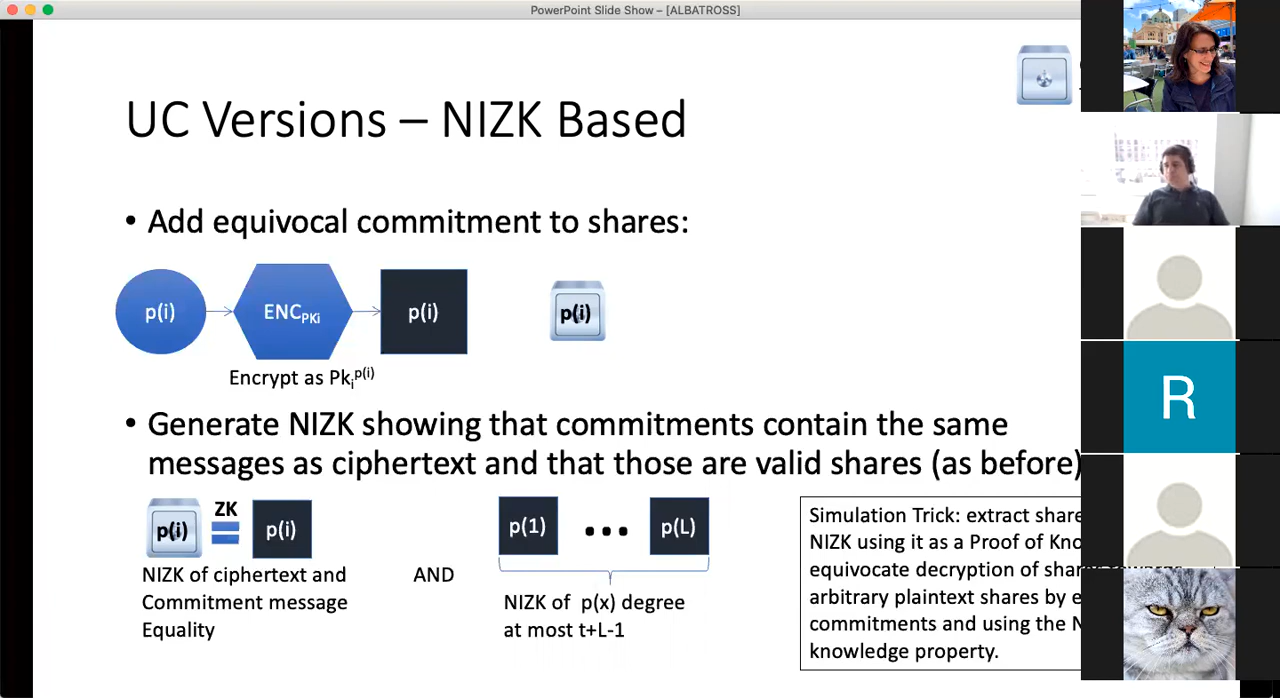 PowerPoint Slide Show – [ALBATROSS]
UC Versions – NIZK Based
• Add equivocal commitment to shares:
p(i)
ENCPKi
p(i)
p(i)
Encrypt as Pkip(i)
• Generate NIZK showing that commitments contain the same
messages as ciphertext and that those are valid shares (as before)
p(i)
ZK
p(i)
p(1)
•••
p(L)
NIZK of ciphertext and
Commitment message
Equality
AND
NIZK of p(x) degree
at most t+L-1
Simulation Trick: extract share
NIZK using it as a Proof of
equivocate decryption of
arbitrary plaintext shares by
commitments and using the
knowledge property.
R